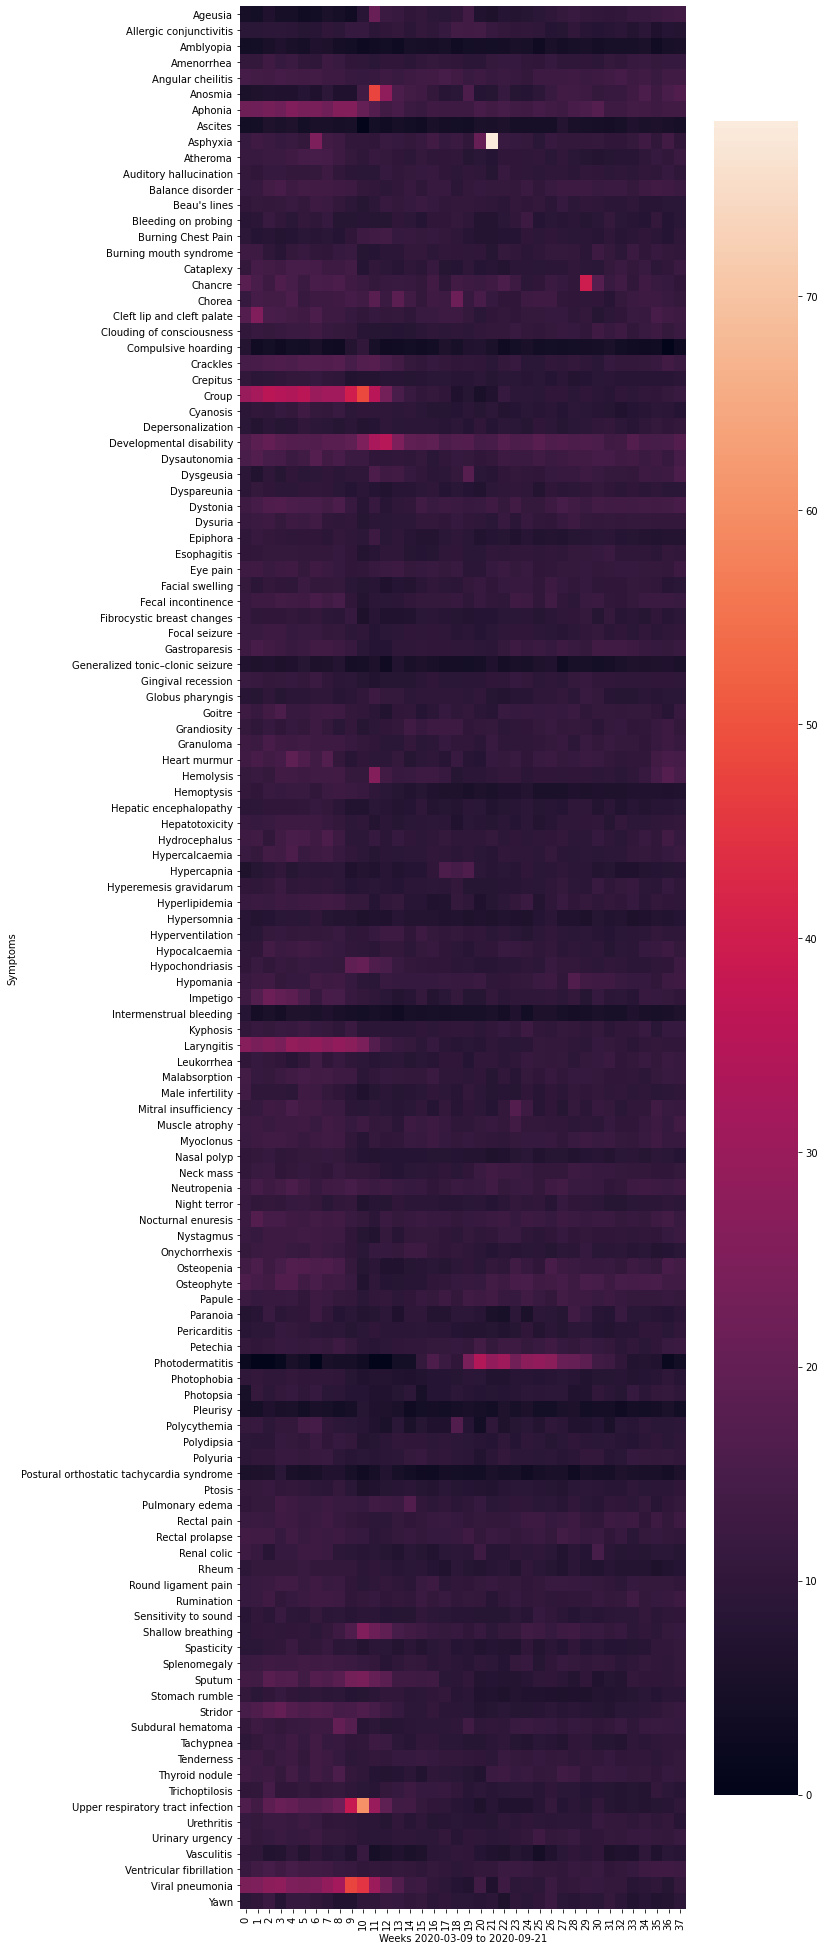 Symptoms
Ageusia
Allergic conjunctivitis
Amblyopia
Amenorrhea
Angular cheilitis
Anosmia
Aphonia
Ascites
Asphyxia
Atheroma
Auditory hallucination
Balance disorder
Beau's lines
Bleeding on probing
Burning Chest Pain
Burning mouth syndrome
Cataplexy
Chancre
Chorea
Cleft lip and cleft palate
Clouding of consciousness
Compulsive hoarding
Crackles
Crepitus
Croup
Cyanosis
Depersonalization
Developmental disability
Dysautonomia
Dysgeusia
Dyspareunia
Dystonia
Dysuria
Epiphora
Esophagitis
Eye pain
Facial swelling
Fecal incontinence
Fibrocystic breast changes
Focal seizure
Gastroparesis
Generalized tonic–clonic seizure
Gingival recession
Globus pharyngis
Goitre
Grandiosity
Granuloma
Heart murmur
Hemolysis
Hemoptysis
Hepatic encephalopathy
Hepatotoxicity
Hydrocephalus
Hypercalcaemia
Hypercapnia
Hyperemesis gravidarum
Hyperlipidemia
Hypersomnia
Hyperventilation
Hypocalcaemia
Hypochondriasis
Hypomania
Impetigo
Intermenstrual bleeding
Kyphosis
Laryngitis
Leukorrhea
Malabsorption
Male infertility
Mitral insufficiency
Muscle atrophy
Myoclonus
Nasal polyp
Neck mass
Neutropenia
Night terror
Nocturnal enuresis
Nystagmus
Onychorrhexis
Osteopenia
Osteophyte
Papule
Paranoia
Pericarditis
Petechia
Photodermatitis
Photophobia
Photopsia
Pleurisy
Polycythemia
Polydipsia
Polyuria
Postural orthostatic tachycardia syndrome
Ptosis
Pulmonary edema
Rectal pain
Rectal prolapse
Renal colic
Rheum
Round ligament pain
Rumination
Sensitivity to sound
Shallow breathing
Spasticity
Splenomegaly
Sputum
Stomach rumble
Stridor
Subdural hematoma
Tachypnea
Tenderness
Thyroid nodule
Trichoptilosis
Upper respiratory tract infection
Urethritis
Urinary urgency
Vasculitis
Ventricular fibrillation
Viral pneumonia
Yawn
0 1 2 3 4 5 6 7 8 9 10 11 12 13 14 15 16 17 18 19 20 21 22 23 24 25 26 27 28 29 30 31 32 33 34 35 36 37
Weeks 2020-03-09 to 2020-09-21
70
60
50
40
30
20
10
0